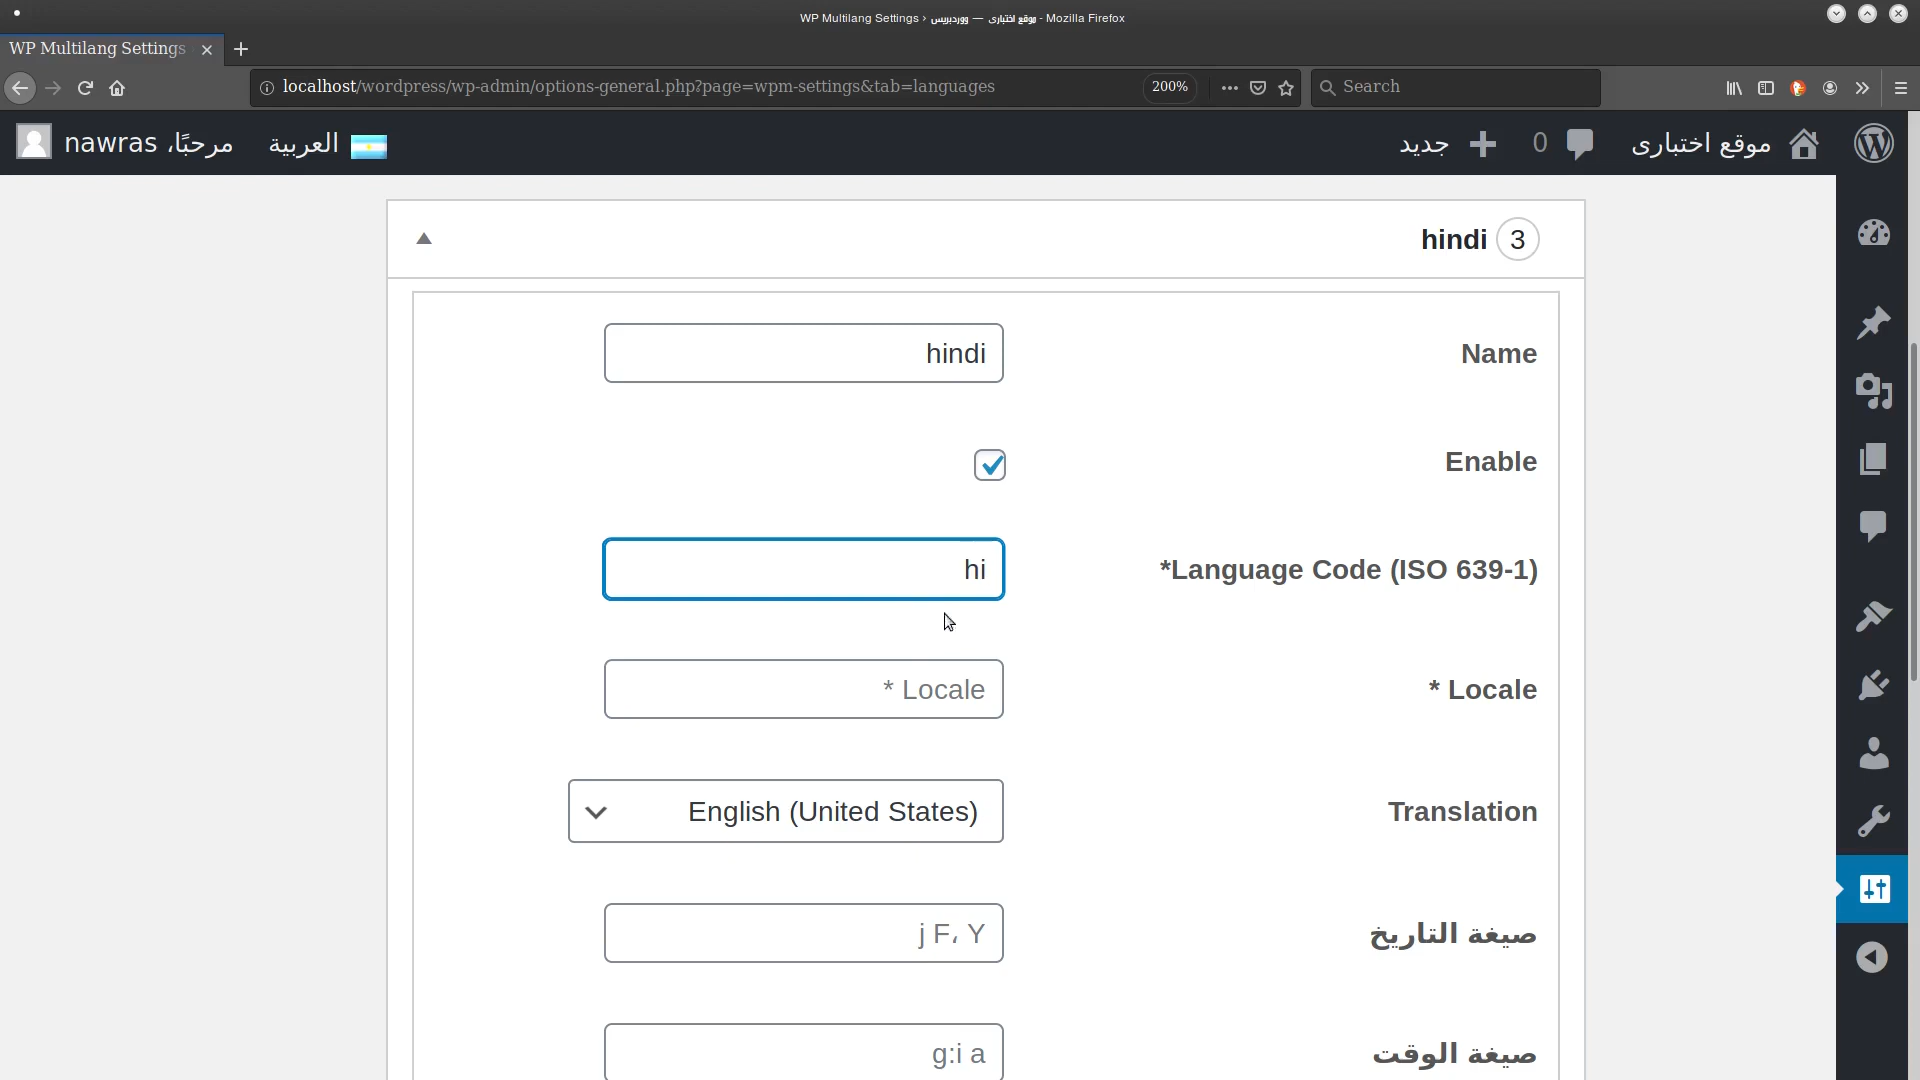 WP Multilang Settings › موقع اختبارى — ووردبريس - Mozilla Firefox
WP Multilang Settings
localhost/wordpress/wp-admin/options-general.php?page=wpm-settings&tab=languages
200%
Search
موقع اختبارى
0
جديد
العربية
مرحبًا، nawras
3 hindi
Name
hindi
Enable
Language Code (ISO 639-1)*
hi
* Locale
* Locale
Translation
English (United States)
صيغة التاريخ
j F، Y
صيغة الوقت
g:i a